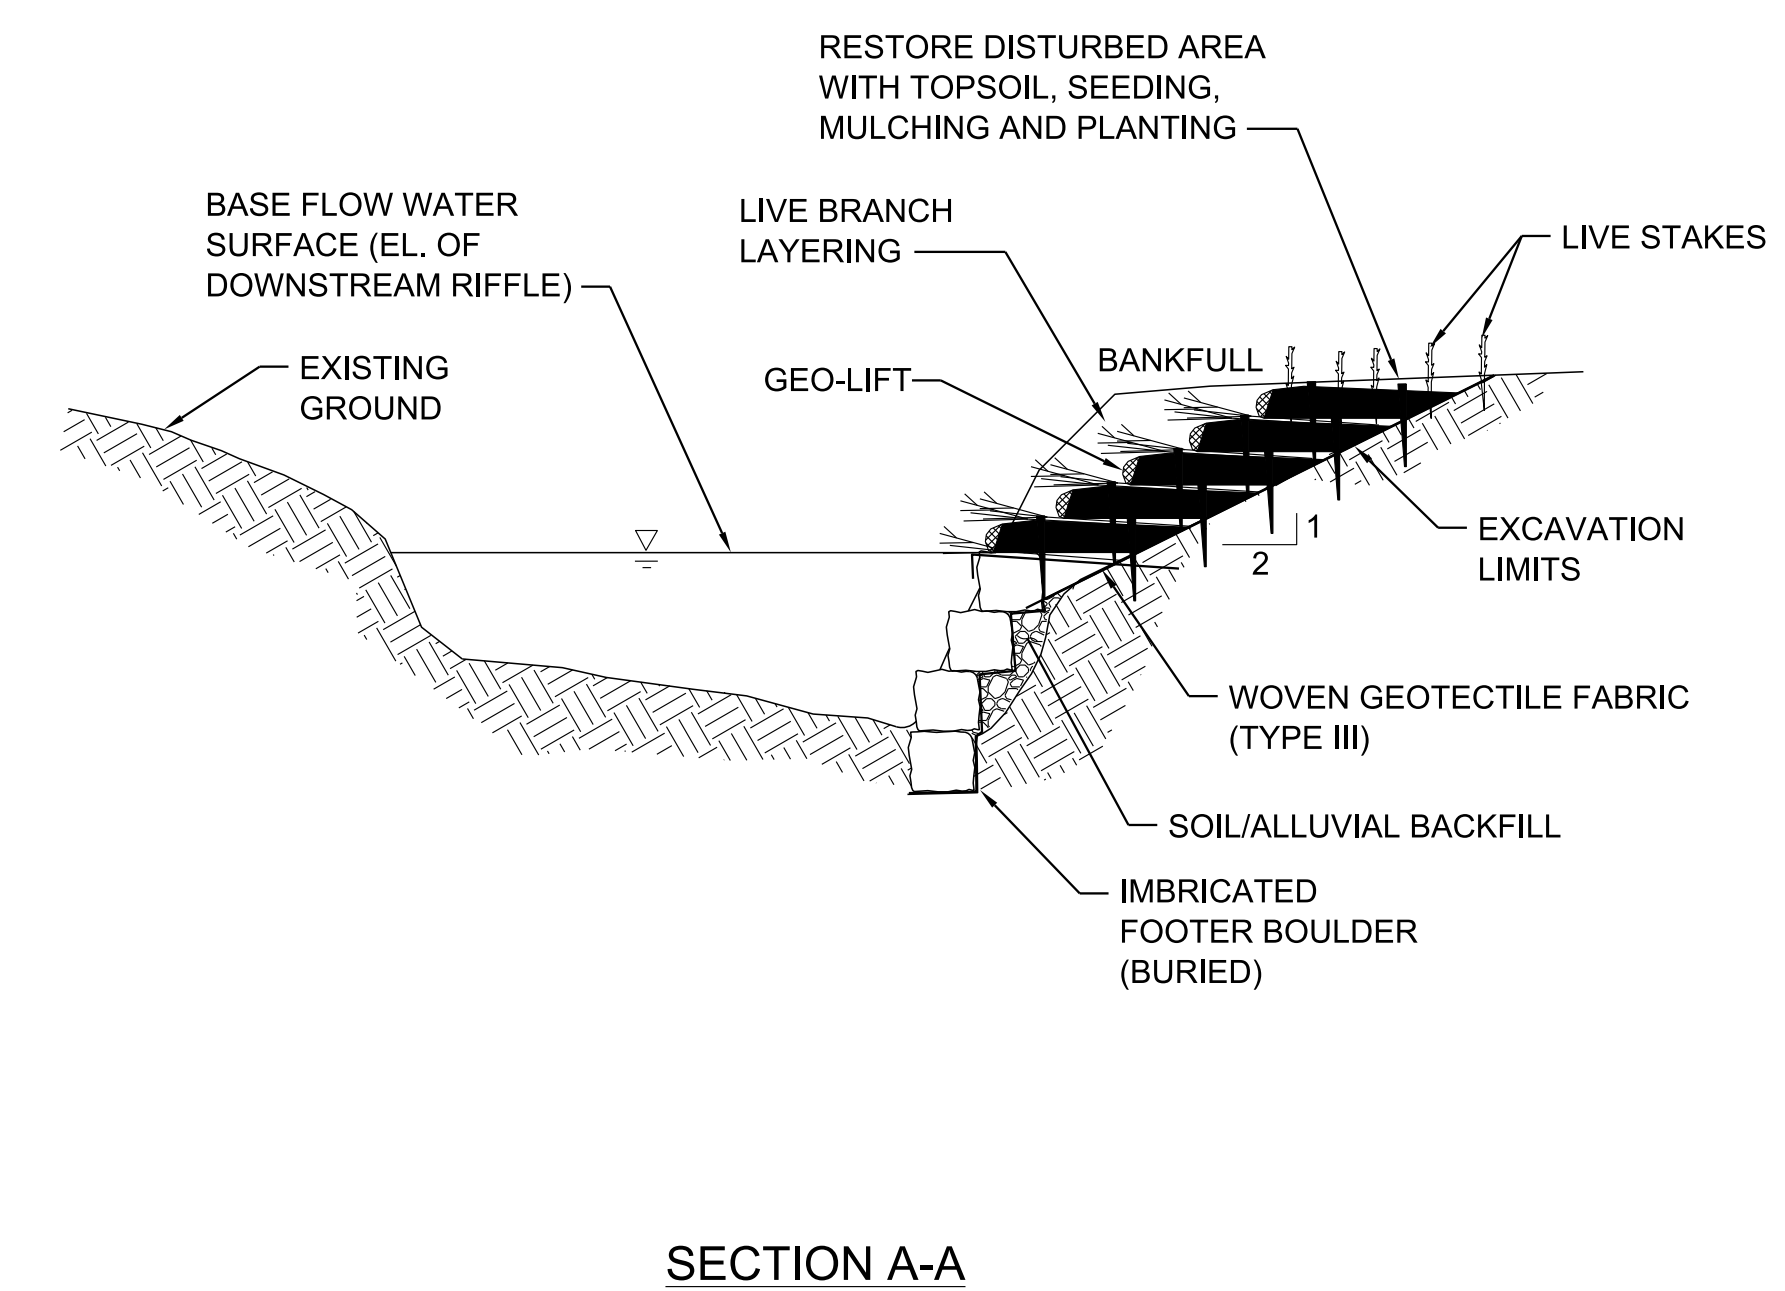 RESTORE DISTURBED AREA
WITH TOPSOIL, SEEDING,
MULCHING AND PLANTING
BASE FLOW WATER
SURFACE (EL. OF
DOWNSTREAM RIFFLE)
LIVE BRANCH
LAYERING
LIVE STAKES
EXISTING
GROUND
GEO-LIFT
BANKFULL
1
2
EXCAVATION
LIMITS
WOVEN GEOTECTILE FABRIC
(TYPE III)
SOIL/ALLUVIAL BACKFILL
IMBRICATED
FOOTER BOULDER
(BURIED)
SECTION A-A